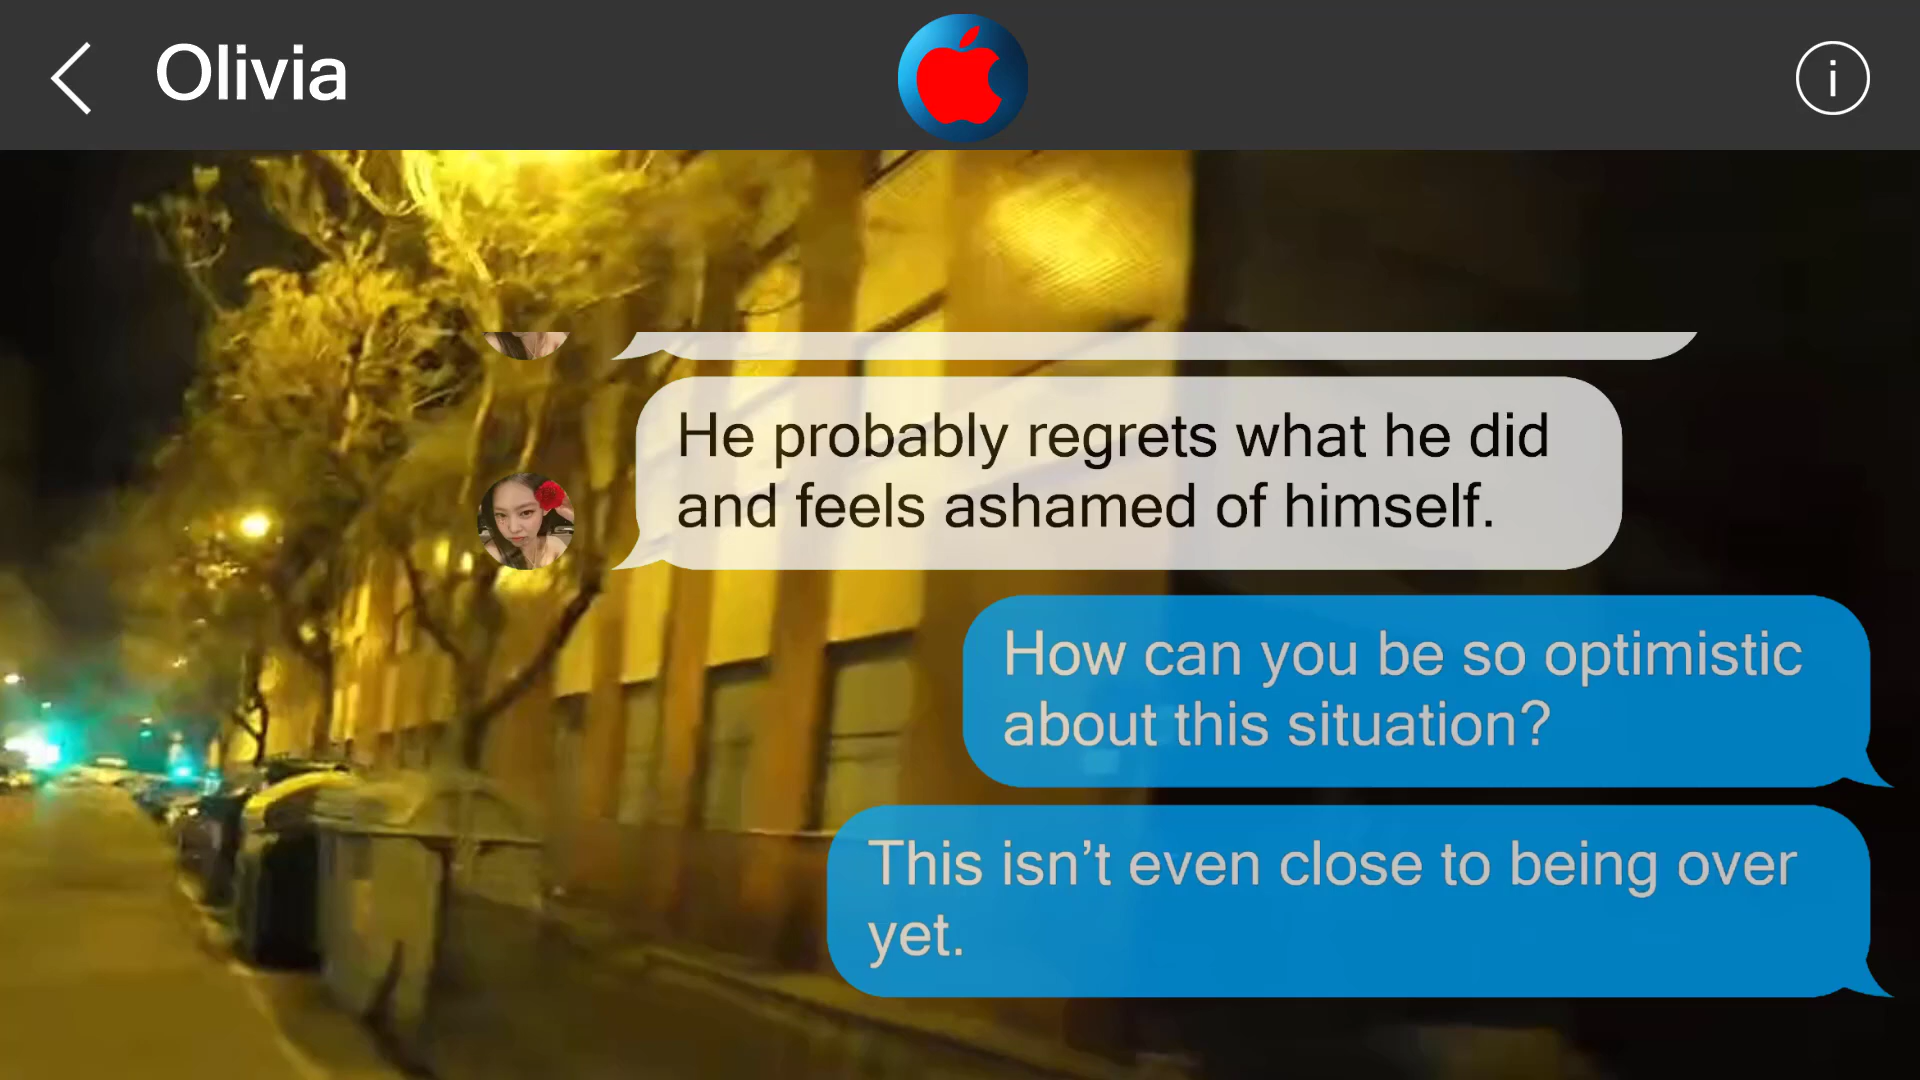 Olivia
i
He probably regrets what he did
and feels ashamed of himself.
How can you be so optimistic
about this situation?
This isn’t even close to being over
yet.